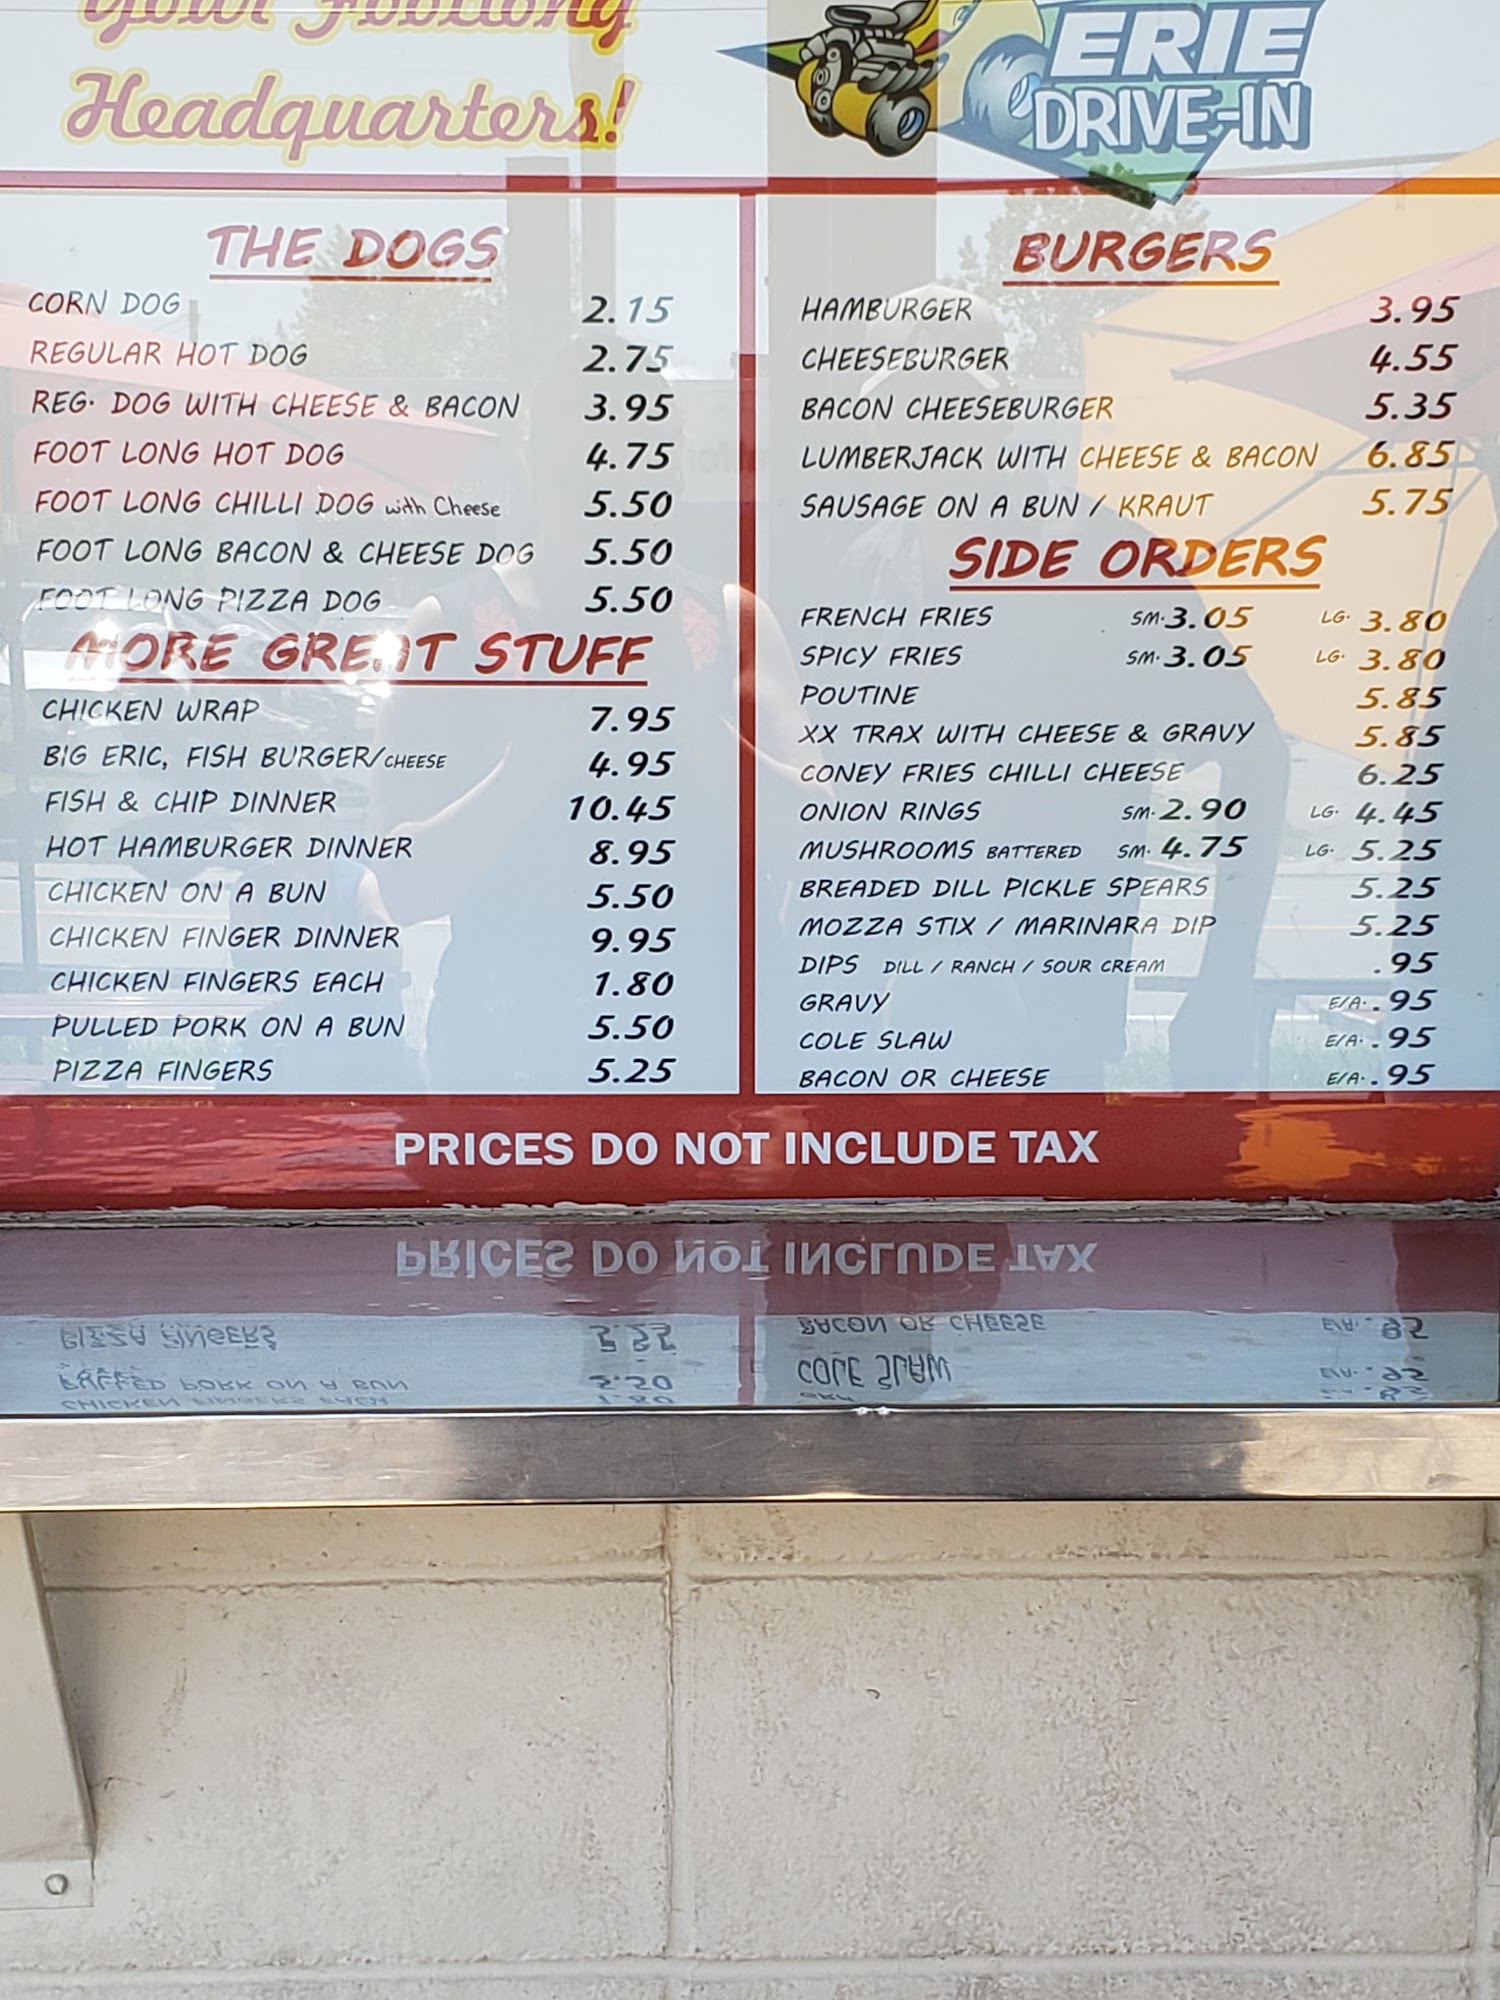 Your Footlong
Headquarters!
ERIE
DRIVE-IN
THE DOGS
CORN DOG 2.15
REGULAR HOT DOG 2.75
REG. DOG WITH CHEESE & BACON 3.95
FOOT LONG HOT DOG 4.75
FOOT LONG CHILLI DOG with Cheese 5.50
FOOT LONG BACON & CHEESE DOG 5.50
FOOT LONG PIZZA DOG 5.50
MORE GREAT STUFF
CHICKEN WRAP 7.95
BIG ERIC, FISH BURGER/CHEESE 4.95
FISH & CHIP DINNER 10.45
HOT HAMBURGER DINNER 8.95
CHICKEN ON A BUN 5.50
CHICKEN FINGER DINNER 9.95
CHICKEN FINGERS EACH 1.80
PULLED PORK ON A BUN 5.50
PIZZA FINGERS 5.25
BURGERS
HAMBURGER 3.95
CHEESEBURGER 4.55
BACON CHEESEBURGER 5.35
LUMBERJACK WITH CHEESE & BACON 6.85
SAUSAGE ON A BUN / KRAUT 5.75
SIDE ORDERS
FRENCH FRIES SM. 3.05 LG. 3.80
SPICY FRIES SM. 3.05 LG. 3.80
POUTINE 5.85
XX TRAX WITH CHEESE & GRAVY 5.85
CONEY FRIES CHILLI CHEESE 6.25
ONION RINGS SM. 2.90 LG. 4.45
MUSHROOMS BATTERED SM. 4.75 LG. 5.25
BREADED DILL PICKLE SPEARS 5.25
MOZZA STIX / MARINARA DIP 5.25
DIPS DILL / RANCH / SOUR CREAM .95
GRAVY E/A. .95
COLE SLAW E/A. .95
BACON OR CHEESE E/A. .95
PRICES DO NOT INCLUDE TAX